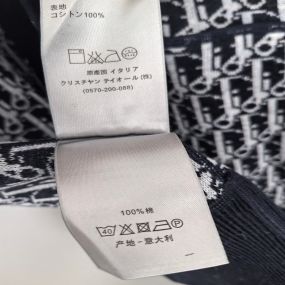 表地
コットン100%
原産国 イタリア
クリスチャン ディオール (株)
(0570-200-088)
100%棉
40 P
产地-意大利